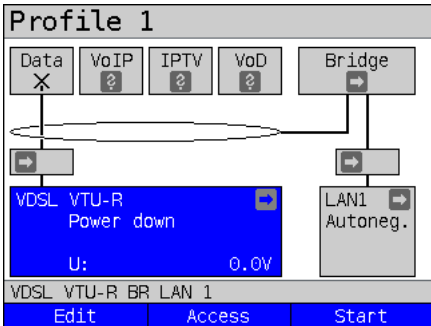 Profile 1
Data VoIP IPTV VoD Bridge
? ? ?
VDSL VTU-R LAN1
Power down Autoneg.
U: 0.0V
VDSL VTU-R BR LAN 1
Edit Access Start